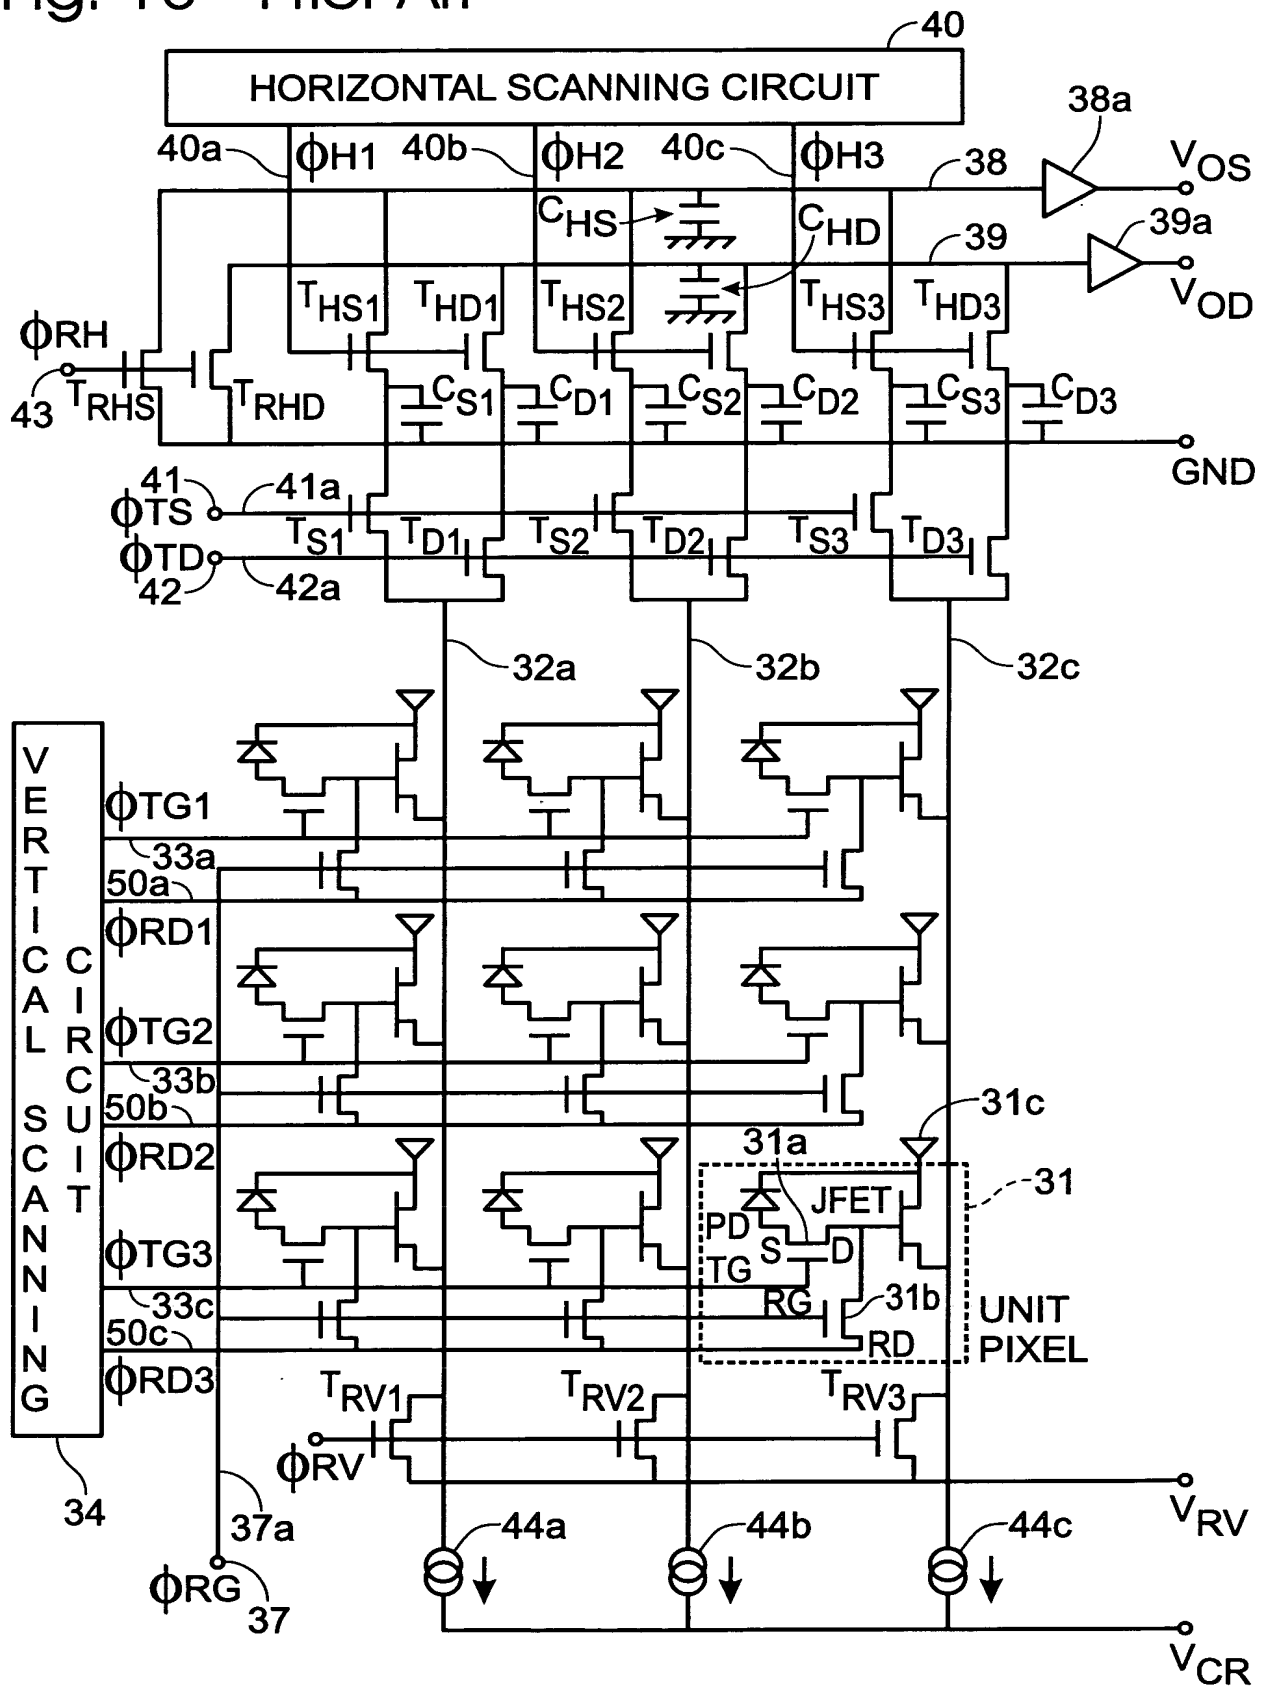 40
HORIZONTAL SCANNING CIRCUIT
38a
40a ϕH1 40b ϕH2 40c ϕH3 38 VOS
CHS CHD 39 39a
THS1 THD1 THS2 THS3 THD3 VOD
ϕRH
43 TRHS TRHD CS1 CD1 CS2 CD2 CS3 CD3
GND
41 41a
ϕTS TS1 TD1 TS2 TD2 TS3 TD3
ϕTD
42 42a
32a 32b 32c
VERTICAL SCANNING CIRCUIT
ϕTG1
33a
50a
ϕRD1
ϕTG2
33b
50b
ϕRD2
31c
31a
31
JFET
PD
S D
ϕTG3 TG
33c RG 31b UNIT
50c RD PIXEL
ϕRD3
TRV1 TRV2 TRV3
ϕRV
34
37a VRV
44a 44b 44c
ϕRG 37
VCR